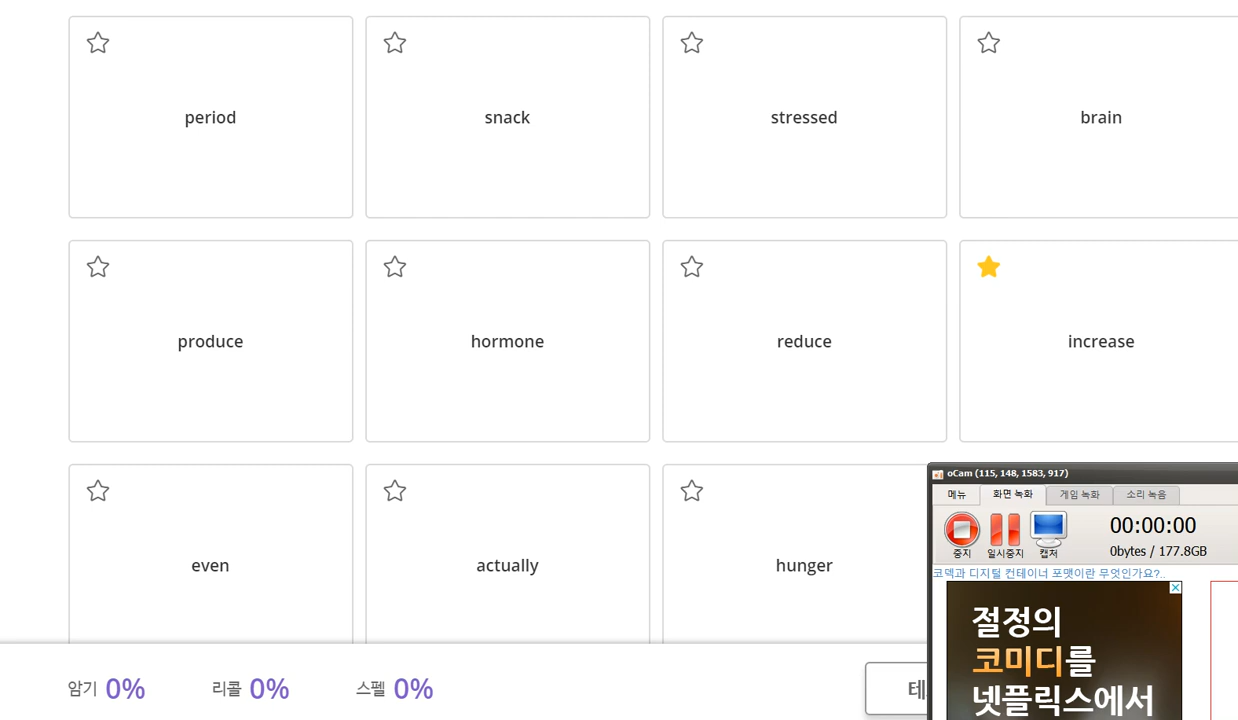 period
snack
stressed
brain
produce
hormone
reduce
increase
even
actually
hunger
암기 0%
리콜 0%
스펠 0%
oCam (115, 148, 1583, 917)
메뉴
화면 녹화
게임 녹화
소리 녹음
중지
일시중지
캡처
00:00:00
0bytes / 177.8GB
코덱과 디지털 컨테이너 포맷이란 무엇인가요?..
절정의
코미디를
넷플릭스에서